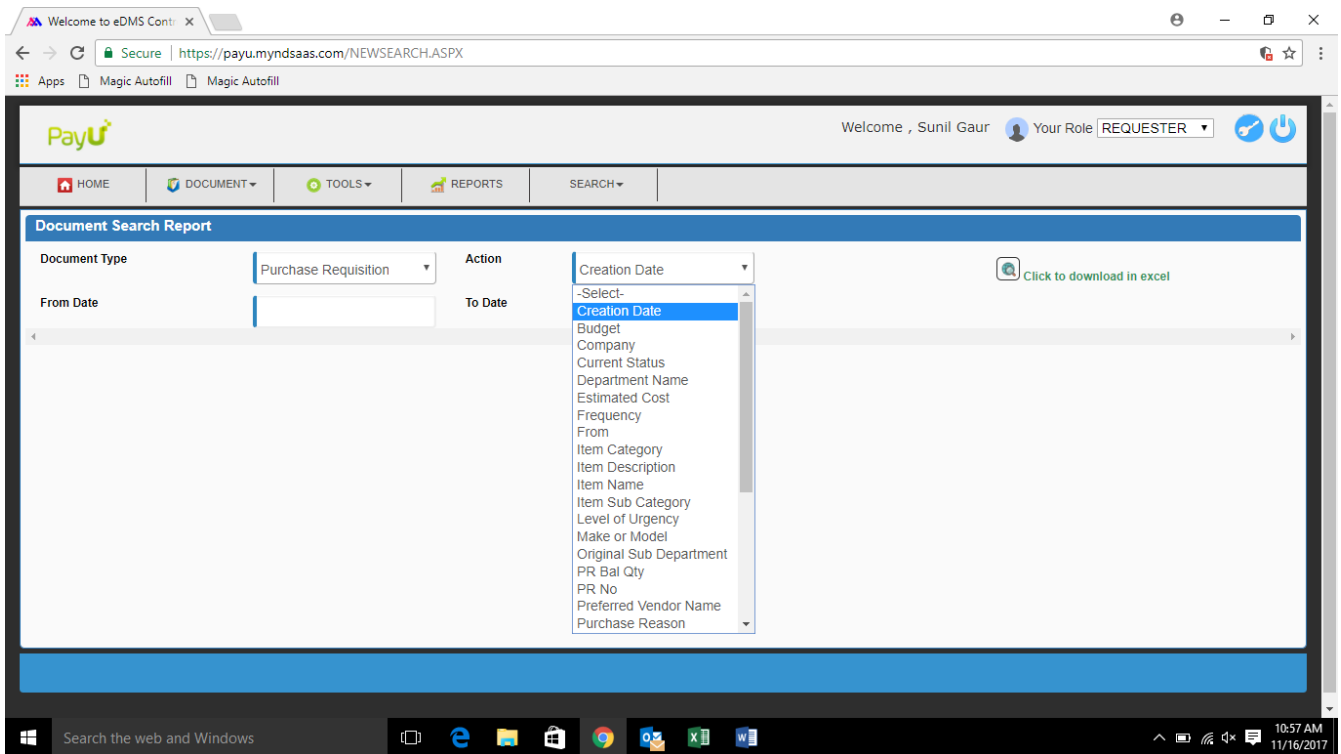 Welcome to eDMS Contr
Secure | https://payu.myndsaas.com/NEWSEARCH.ASPX
Apps Magic Autofill Magic Autofill
PayU
Welcome , Sunil Gaur Your Role REQUESTER
HOME DOCUMENT TOOLS REPORTS SEARCH
Document Search Report
Document Type Purchase Requisition Action Creation Date Click to download in excel
From Date To Date
-Select-
Creation Date
Budget
Company
Current Status
Department Name
Estimated Cost
Frequency
From
Item Category
Item Description
Item Name
Item Sub Category
Level of Urgency
Make or Model
Original Sub Department
PR Bal Qty
PR No
Preferred Vendor Name
Purchase Reason
Search the web and Windows
10:57 AM
11/16/2017